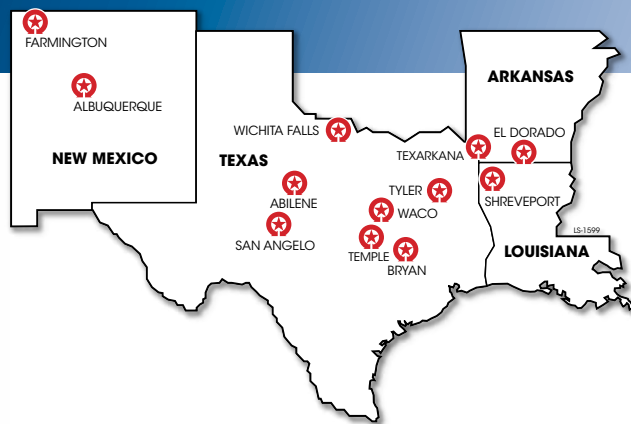 FARMINGTON
ALBUQUERQUE
NEW MEXICO
WICHITA FALLS
TEXAS
ABILENE
SAN ANGELO
TYLER
WACO
TEMPLE
BRYAN
TEXARKANA
ARKANSAS
EL DORADO
SHREVEPORT
LS-1599
LOUISIANA